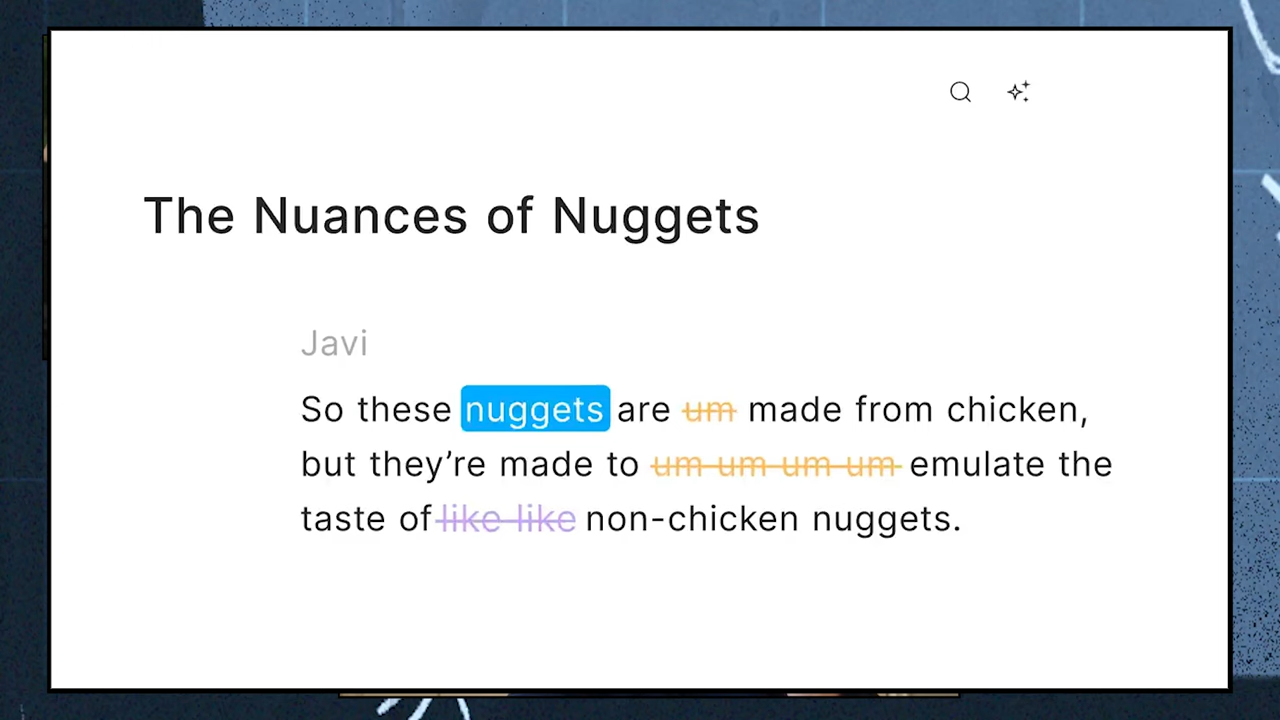 The Nuances of Nuggets
Javi
So these nuggets are um made from chicken,
but they’re made to um um um um emulate the
taste of like like non-chicken nuggets.